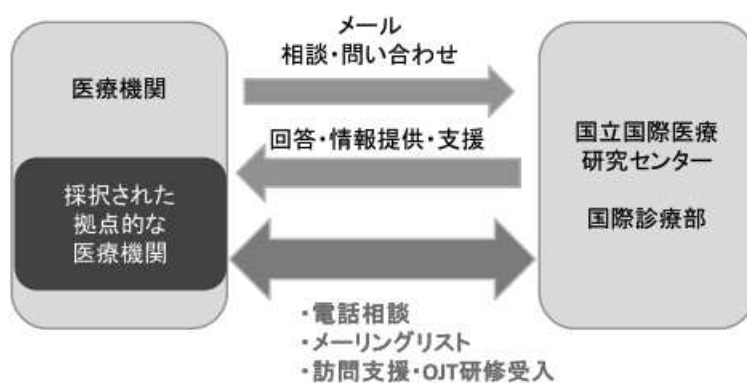 医療機関
採択された
拠点的な
医療機関
メール
相談・問い合わせ
回答・情報提供・支援
・電話相談
・メーリングリスト
・訪問支援・OJT研修受入
国立国際医療
研究センター
国際診療部